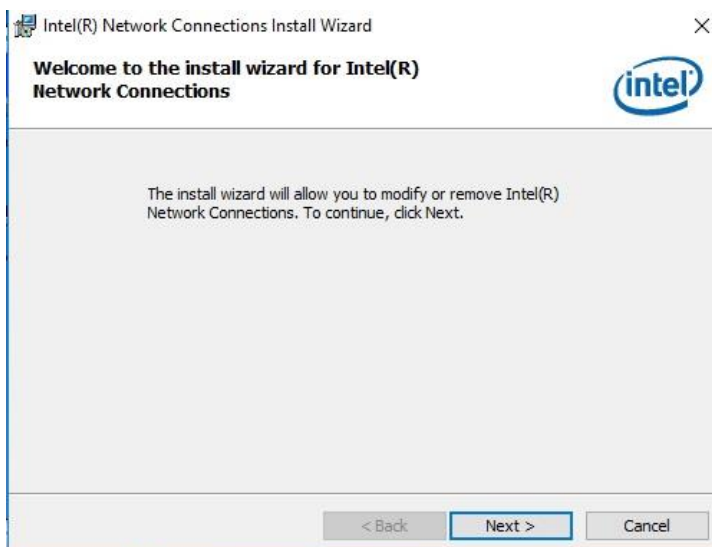 Intel(R) Network Connections Install Wizard
Welcome to the install wizard for Intel(R)
Network Connections
intel
The install wizard will allow you to modify or remove Intel(R)
Network Connections. To continue, click Next.
< Back Next > Cancel